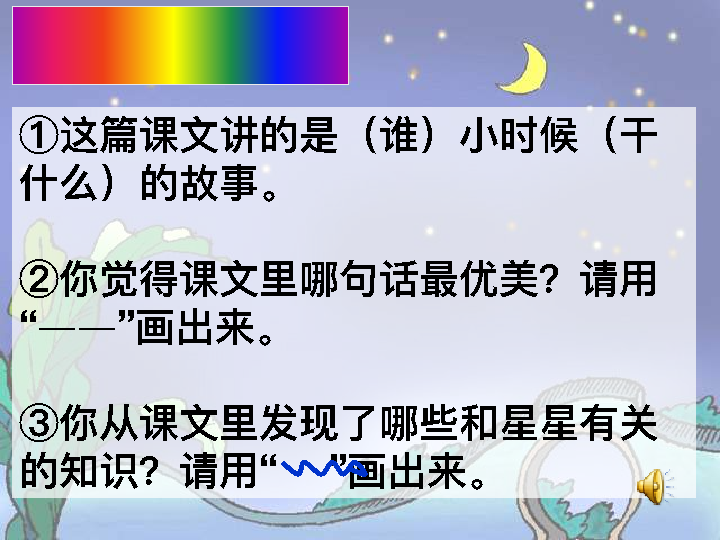 ①这篇课文讲的是（谁）小时候（干
什么）的故事。
②你觉得课文里哪句话最优美？请用
“——”画出来。
③你从课文里发现了哪些和星星有关
的知识？请用“ ”画出来。